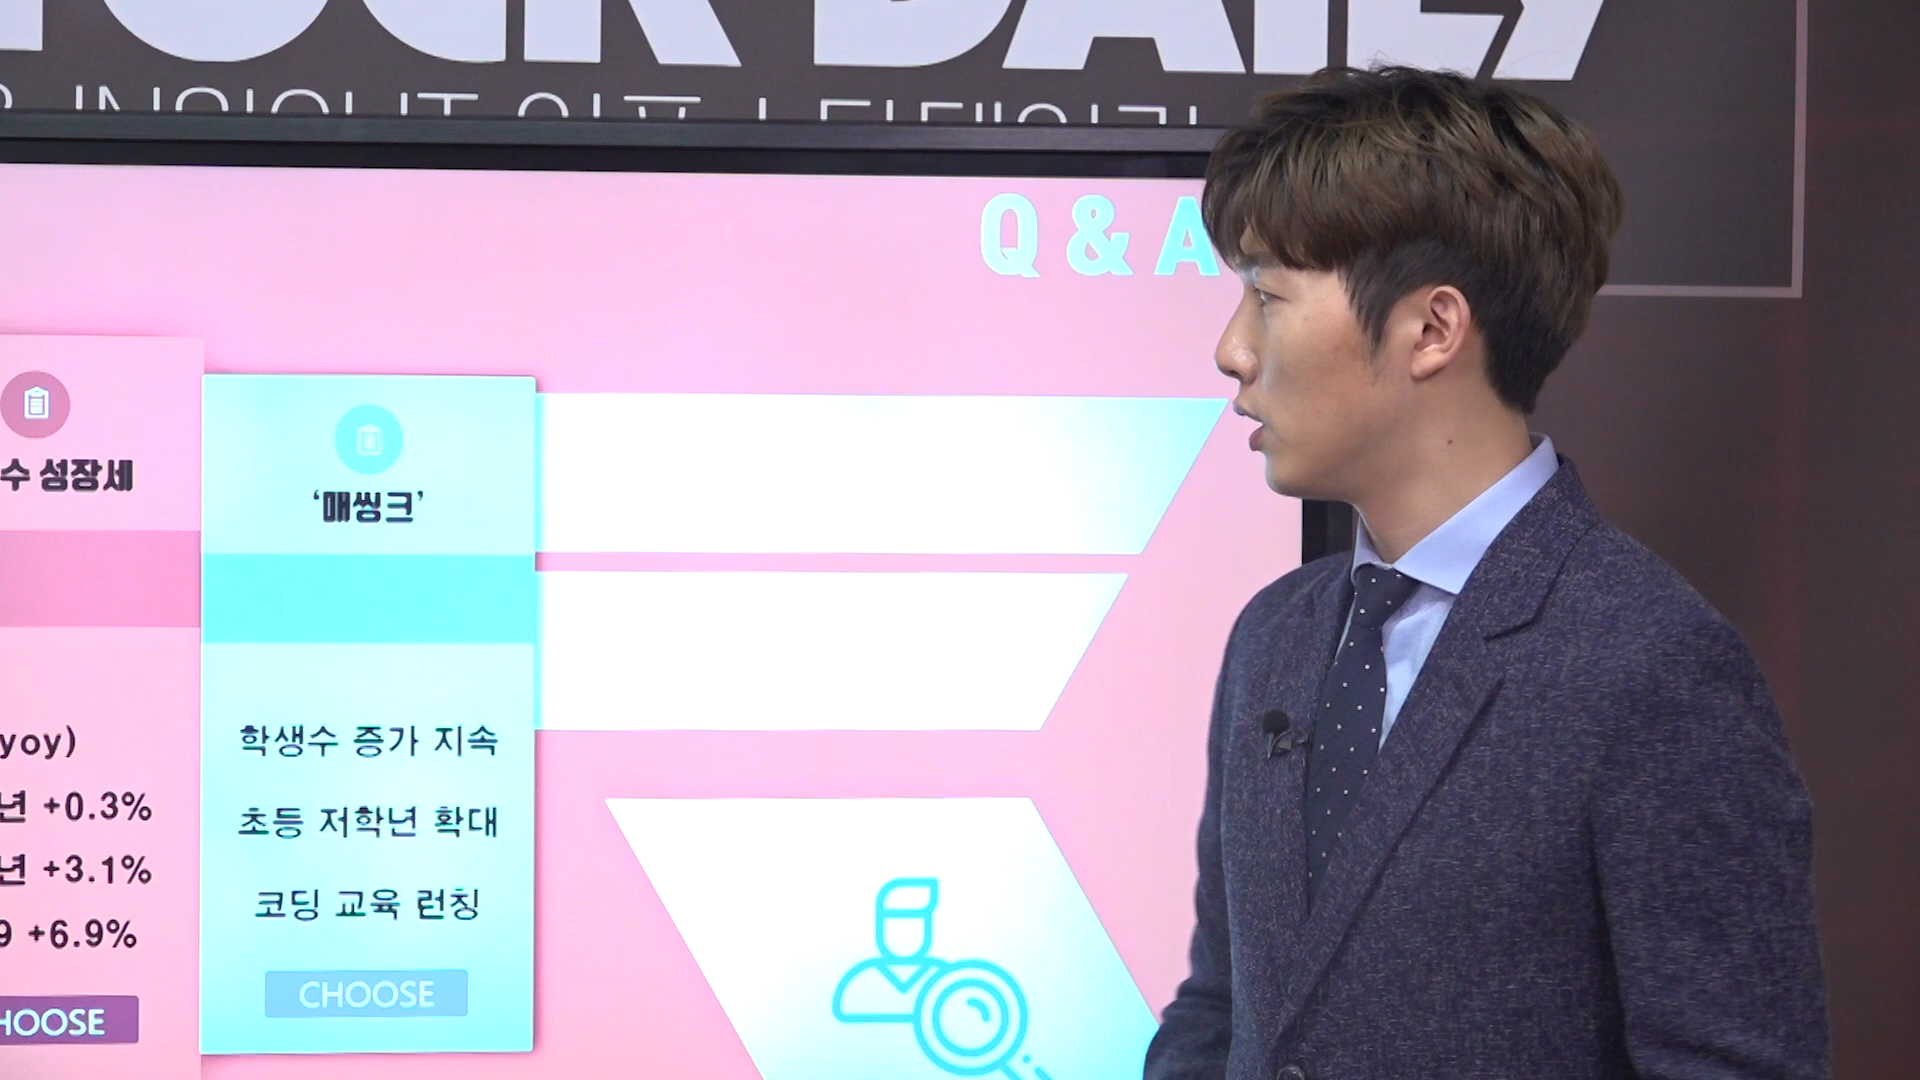 DAILY
Q & A
수 성장세
yoy)
년 +0.3%
년 +3.1%
9 +6.9%
HOOSE
‘매씽크’
학생수 증가 지속
초등 저학년 확대
코딩 교육 런칭
CHOOSE